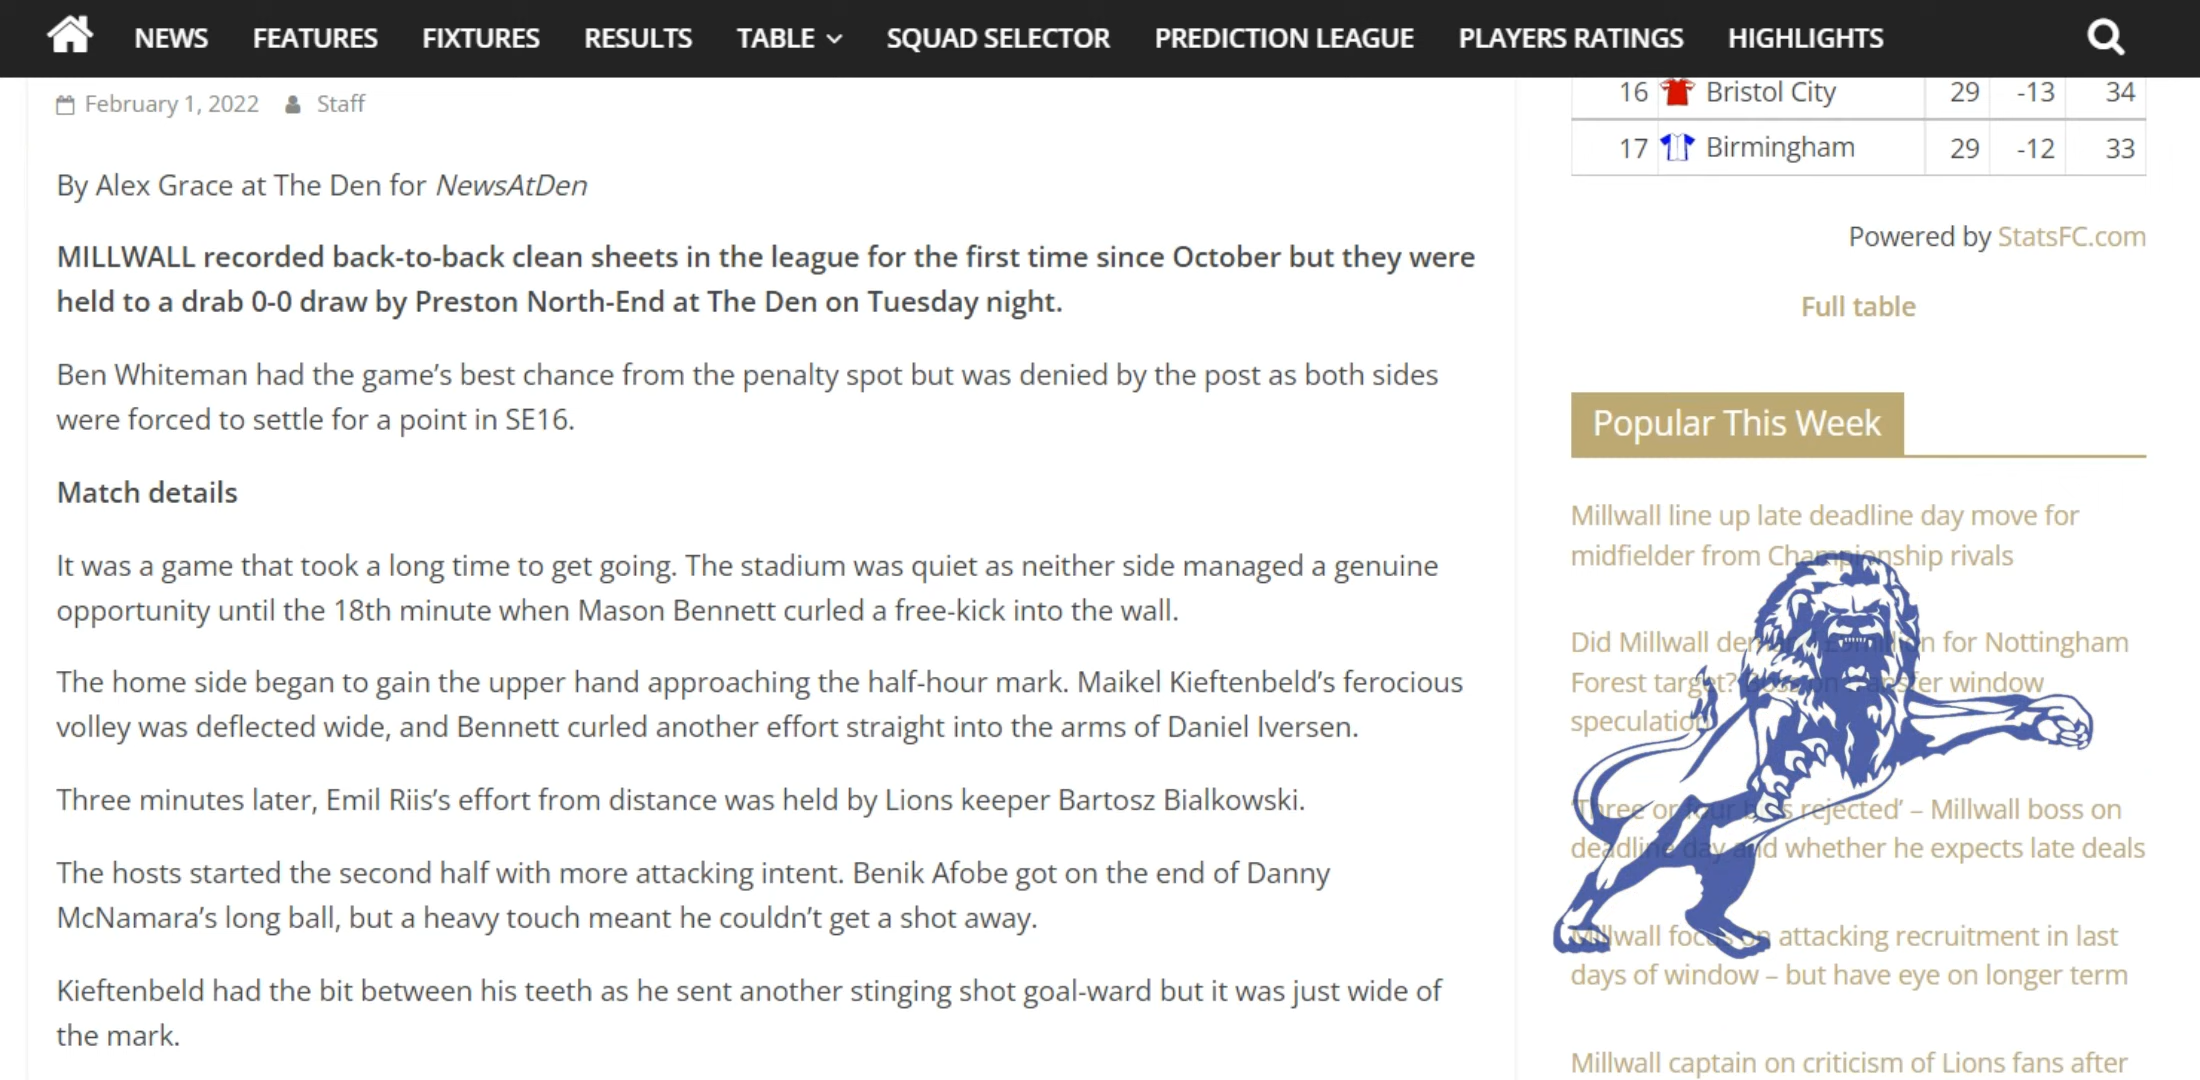 NEWS FEATURES FIXTURES RESULTS TABLE SQUAD SELECTOR PREDICTION LEAGUE PLAYERS RATINGS HIGHLIGHTS
February 1, 2022 Staff
By Alex Grace at The Den for NewsAtDen
MILLWALL recorded back-to-back clean sheets in the league for the first time since October but they were
held to a drab 0-0 draw by Preston North-End at The Den on Tuesday night.
Ben Whiteman had the game’s best chance from the penalty spot but was denied by the post as both sides
were forced to settle for a point in SE16.
Match details
It was a game that took a long time to get going. The stadium was quiet as neither side managed a genuine
opportunity until the 18th minute when Mason Bennett curled a free-kick into the wall.
The home side began to gain the upper hand approaching the half-hour mark. Maikel Kieftenbeld’s ferocious
volley was deflected wide, and Bennett curled another effort straight into the arms of Daniel Iversen.
Three minutes later, Emil Riis’s effort from distance was held by Lions keeper Bartosz Bialkowski.
The hosts started the second half with more attacking intent. Benik Afobe got on the end of Danny
McNamara’s long ball, but a heavy touch meant he couldn’t get a shot away.
Kieftenbeld had the bit between his teeth as he sent another stinging shot goal-ward but it was just wide of
the mark.
16 Bristol City 29 -13 34
17 Birmingham 29 -12 33
Powered by StatsFC.com
Full table
Popular This Week
Millwall line up late deadline day move for
midfielder from Championship rivals
Did Millwall for Nottingham
Forest target? transfer window
speculation
‘Three or four bids rejected’ – Millwall boss on
deadline day and whether he expects late deals
Millwall focus on attacking recruitment in last
days of window – but have eye on longer term
Millwall captain on criticism of Lions fans after